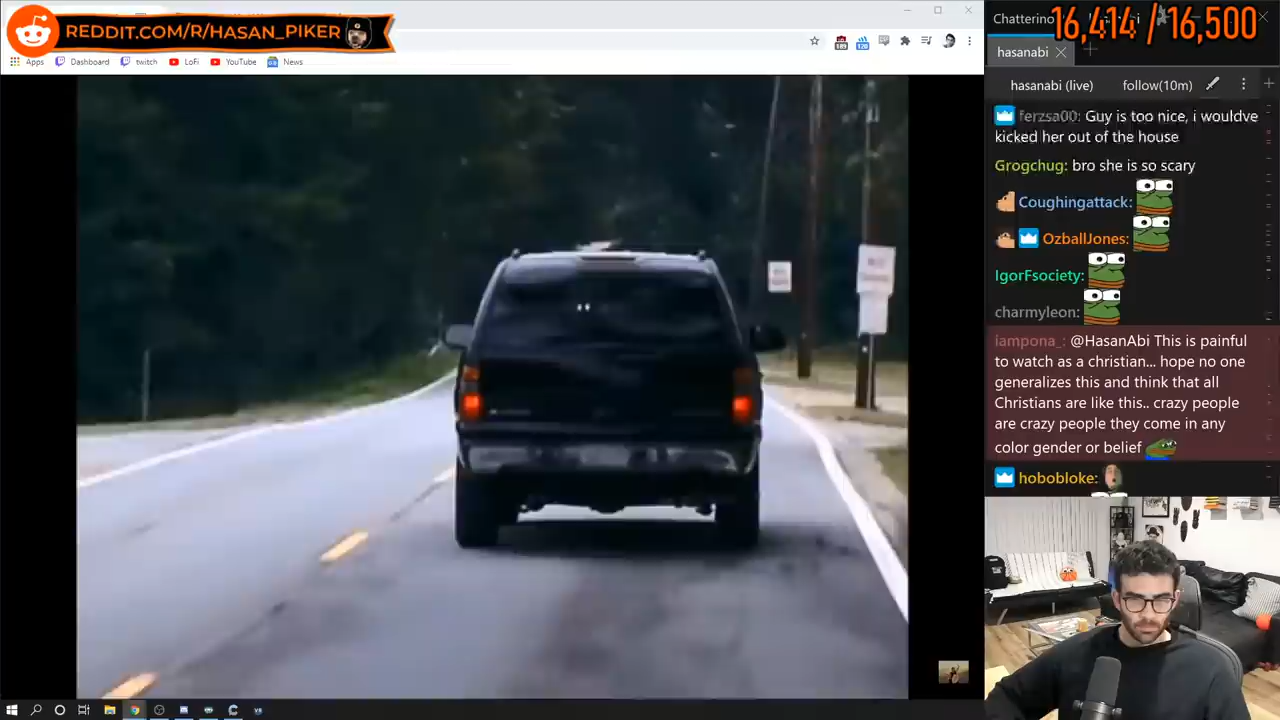 REDDIT.COM/R/HASAN_PIKER
16,414 / 16,500
Chatterino
hasanabi
189
120
Apps Dashboard twitch LoFi YouTube News
hasanabi (live) follow(10m)
ferzsa00: Guy is too nice, i wouldve
kicked her out of the house
Grogchug: bro she is so scary
Coughingattack:
OzballJones:
IgorFsociety:
charmyleon:
iampona_: @HasanAbi This is painful
to watch as a christian... hope no one
generalizes this and think that all
Christians are like this.. crazy people
are crazy people they come in any
color gender or belief
hobobloke: